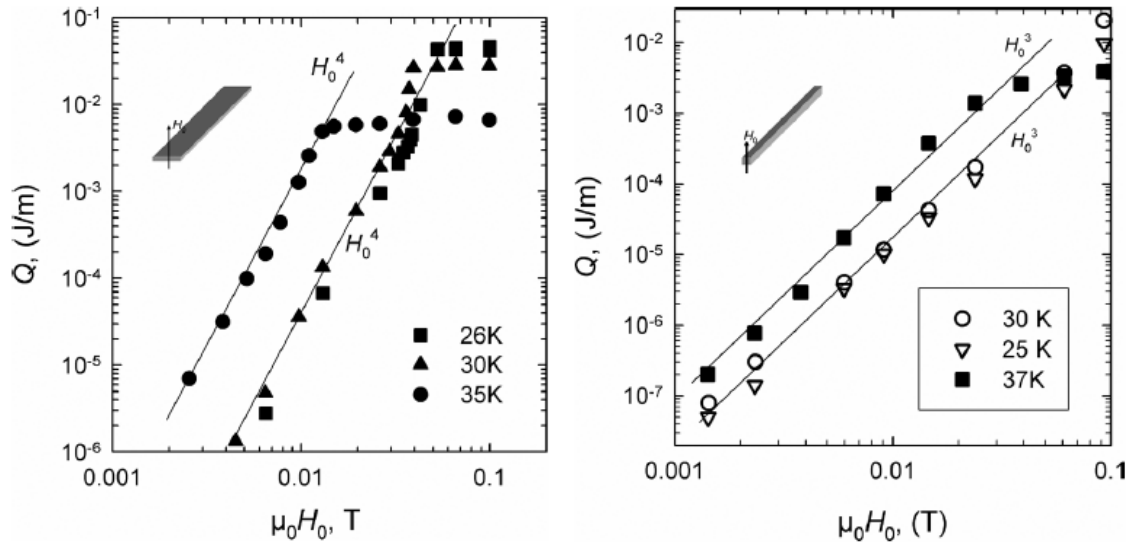 10⁻¹
10⁻²
10⁻³
10⁻⁴
10⁻⁵
10⁻⁶
Q, (J/m)
H₀⁴
H₀⁴
26K
30K
35K
0.001
0.01
0.1
μ₀H₀, T
10⁻²
10⁻³
10⁻⁴
10⁻⁵
10⁻⁶
10⁻⁷
Q, (J/m)
H₀³
H₀³
H₀
30 K
25 K
37K
0.001
0.01
0.1
μ₀H₀, (T)